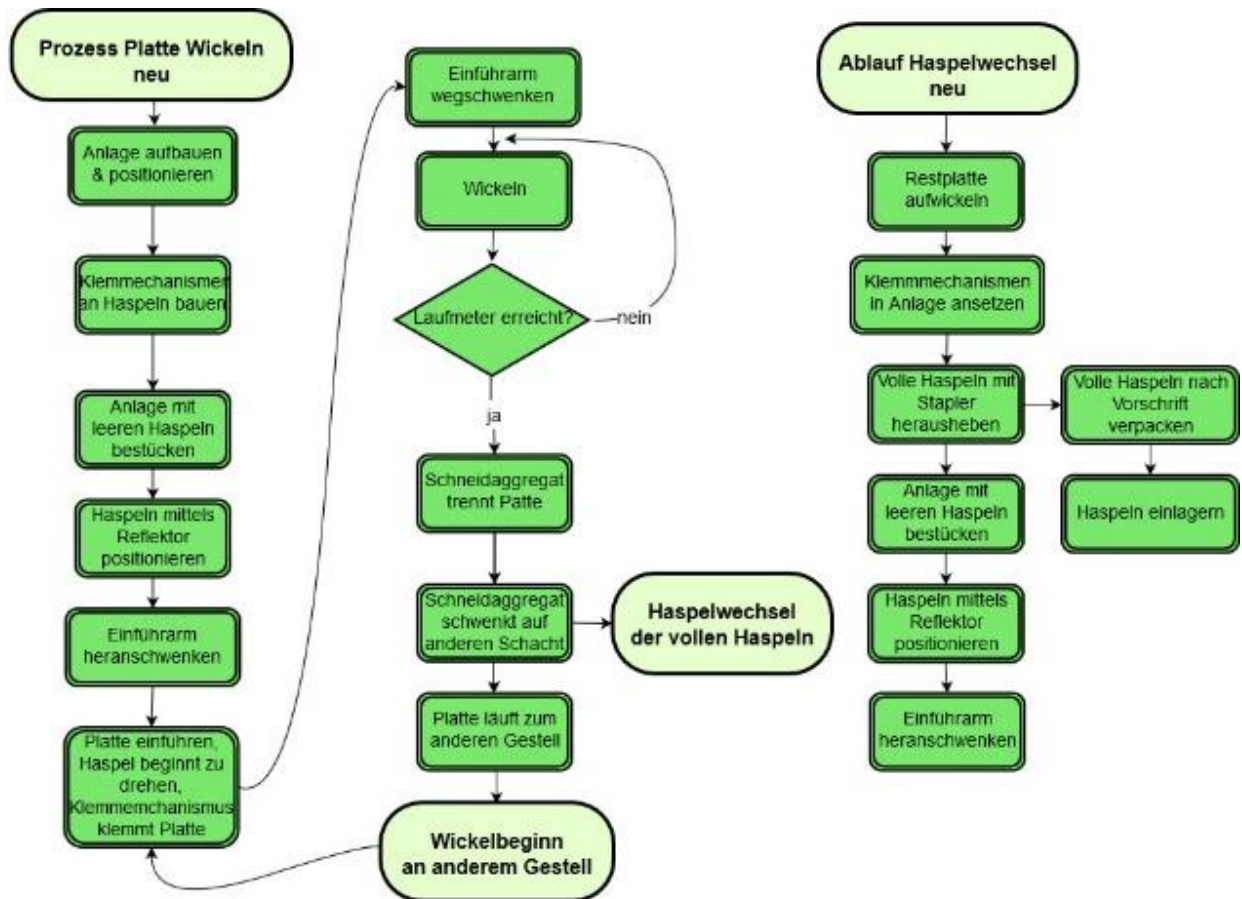 Prozess Platte Wickeln
neu
Anlage aufbauen
& positionieren
Klemmechanismen
an Haspeln bauen
Anlage mit
leeren Haspeln
bestücken
Haspeln mittels
Reflektor
positionieren
Einführarm
heranschwenken
Platte einführen,
Haspel beginnt zu
drehen,
Klemmemchanismus
klemmt Platte
Einführarm
wegschwenken
Wickeln
Laufmeter erreicht?
nein
ja
Schneidaggregat
trennt Patte
Schneidaggregat
schwenkt auf
anderen Schacht
Haspelwechsel
der vollen Haspeln
Platte läuft zum
anderen Gestell
Wickelbeginn
an anderem Gestell
Ablauf Haspelwechsel
neu
Restplatte
aufwickeln
Klemmmechanismen
in Anlage ansetzen
Volle Haspeln mit
Stapler
herausheben
Volle Haspeln nach
Vorschrift
verpacken
Anlage mit
leeren Haspeln
bestücken
Haspeln einlagern
Haspeln mittels
Reflektor
positionieren
Einführarm
heranschwenken